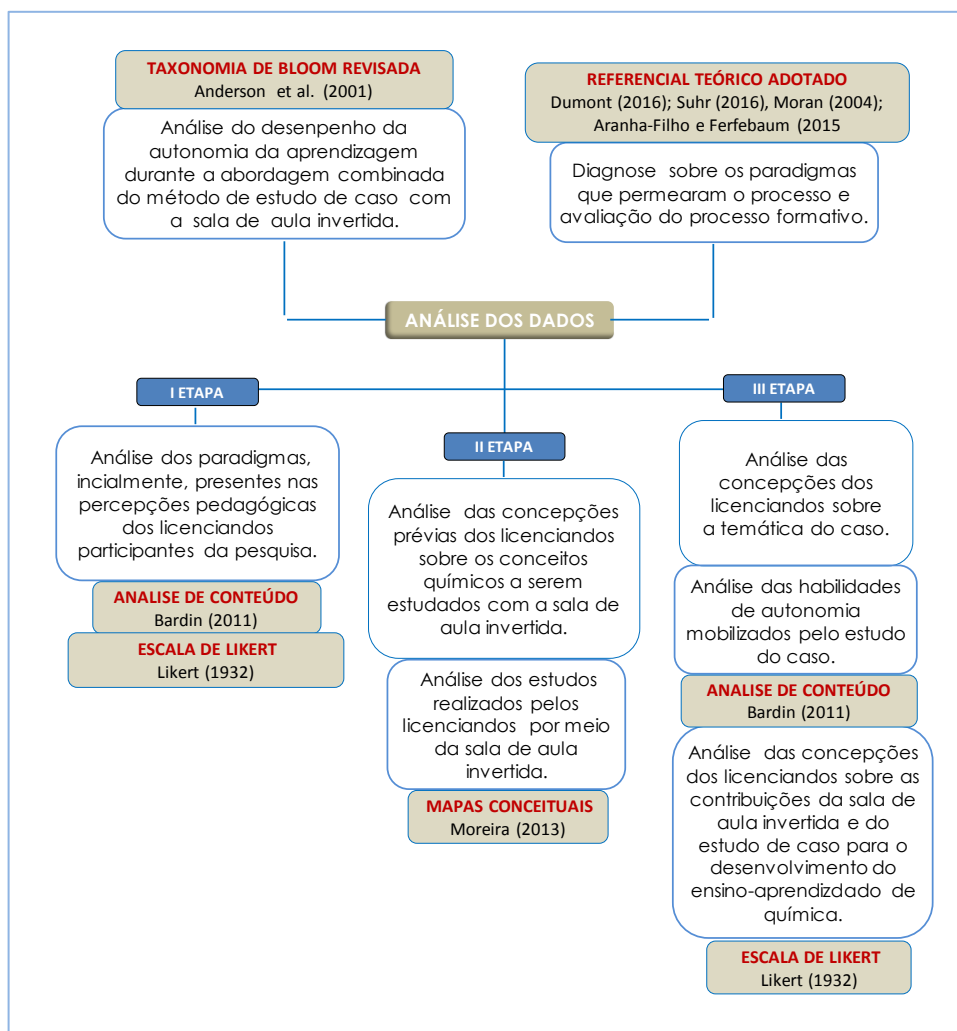 TAXONOMIA DE BLOOM REVISADA
Anderson et al. (2001)
Análise do desenpenho da
autonomia da aprendizagem
durante a abordagem combinada
do método de estudo de caso com
a sala de aula invertida.
REFERENCIAL TEÓRICO ADOTADO
Dumont (2016); Suhr (2016), Moran (2004);
Aranha-Filho e Ferfebaum (2015
Diagnose sobre os paradigmas
que permearam o processo e
avaliação do processo formativo.
ANÁLISE DOS DADOS
I ETAPA
Análise dos paradigmas,
incialmente, presentes nas
percepções pedagógicas
dos licenciandos
participantes da pesquisa.
ANALISE DE CONTEÚDO
Bardin (2011)
ESCALA DE LIKERT
Likert (1932)
II ETAPA
Análise das concepções
prévias dos licenciandos
sobre os conceitos
químicos a serem
estudados com a sala de
aula invertida.
Análise dos estudos
realizados pelos
licenciandos por meio
da sala de aula
invertida.
MAPAS CONCEITUAIS
Moreira (2013)
III ETAPA
Análise das
concepções dos
licenciandos sobre
a temática do caso.
Análise das habilidades
de autonomia
mobilizados pelo estudo
do caso.
ANALISE DE CONTEÚDO
Bardin (2011)
Análise das concepções
dos licenciandos sobre as
contribuições da sala de
aula invertida e do
estudo de caso para o
desenvolvimento do
ensino-aprendizdado de
química.
ESCALA DE LIKERT
Likert (1932)